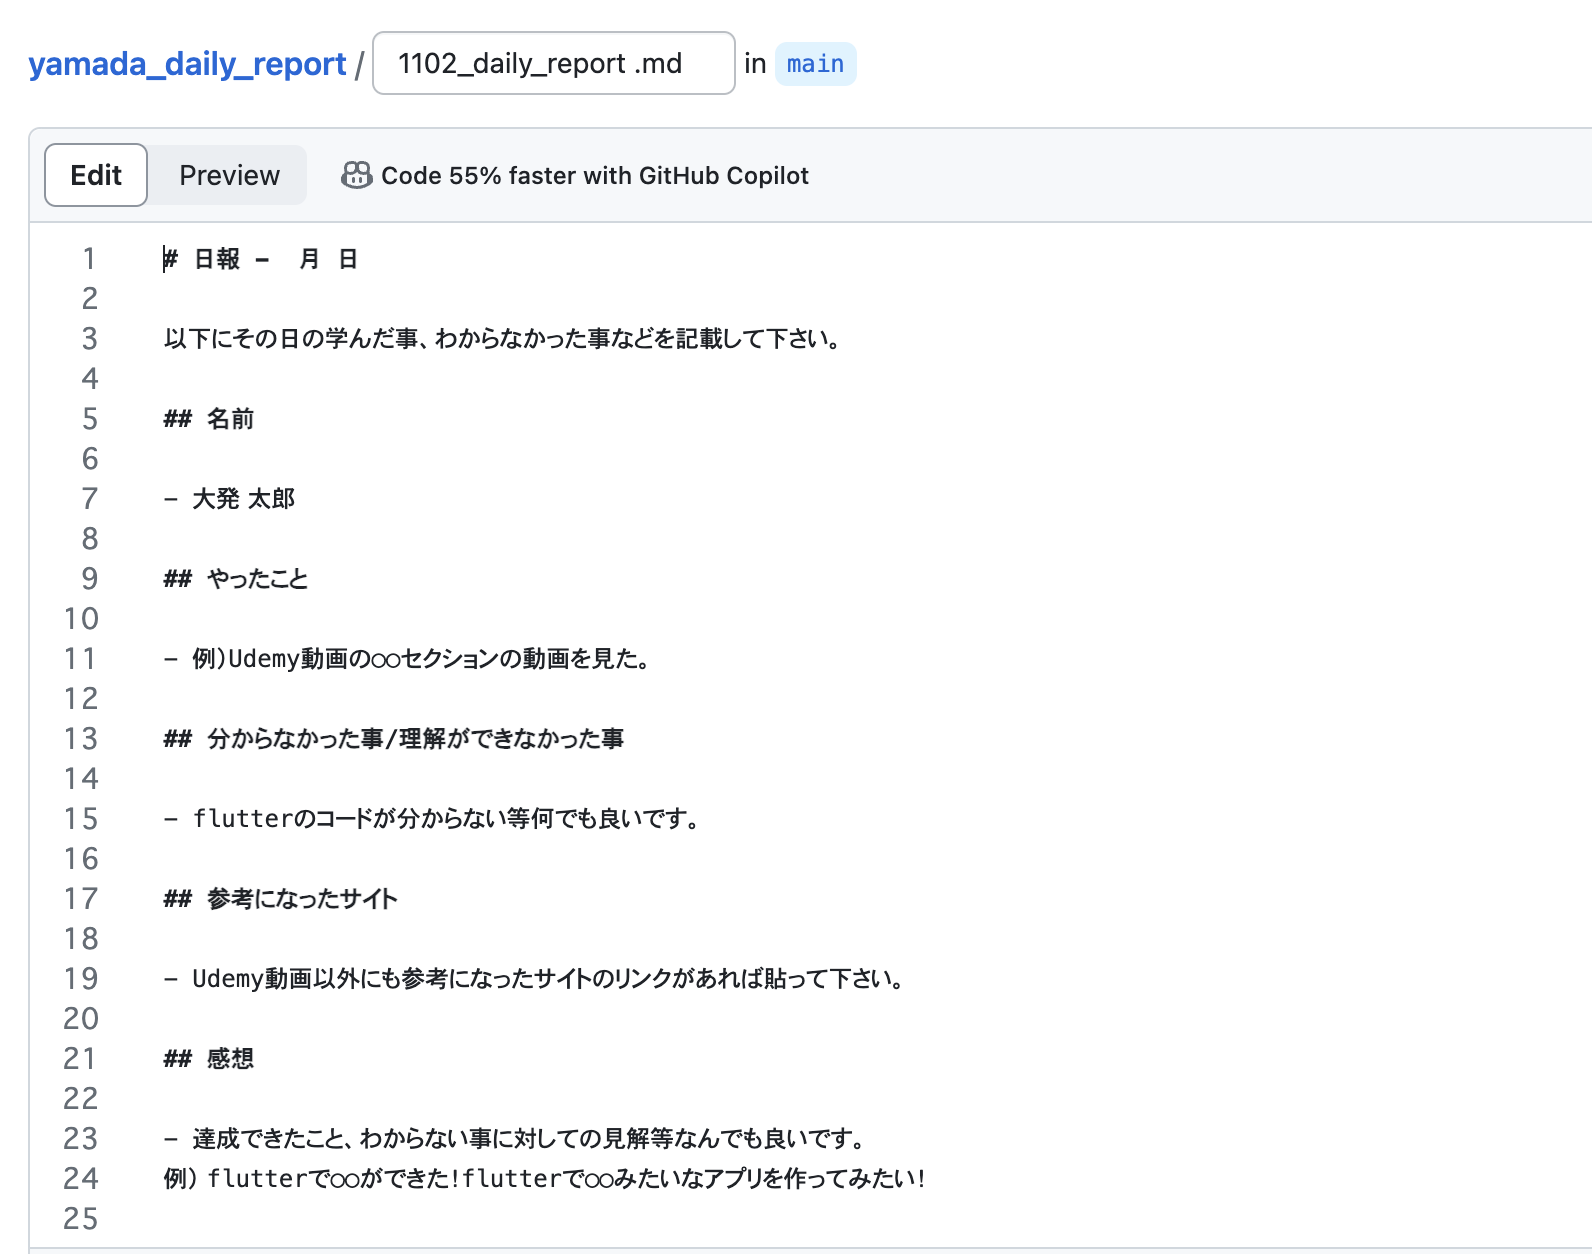 yamada_daily_report / 1102_daily_report .md in main
Edit Preview Code 55% faster with GitHub Copilot
1 # 日報 - 月 日
2
3 以下にその日の学んだ事、わからなかった事などを記載して下さい。
4
5 ## 名前
6
7 - 大発 太郎
8
9 ## やったこと
10
11 - 例)Udemy動画の○○セクションの動画を見た。
12
13 ## 分からなかった事/理解ができなかった事
14
15 - flutterのコードが分からない等何でも良いです。
16
17 ## 参考になったサイト
18
19 - Udemy動画以外にも参考になったサイトのリンクがあれば貼って下さい。
20
21 ## 感想
22
23 - 達成できたこと、わからない事に対しての見解等なんでも良いです。
24 例) flutterで○○ができた!flutterで○○みたいなアプリを作ってみたい!
25